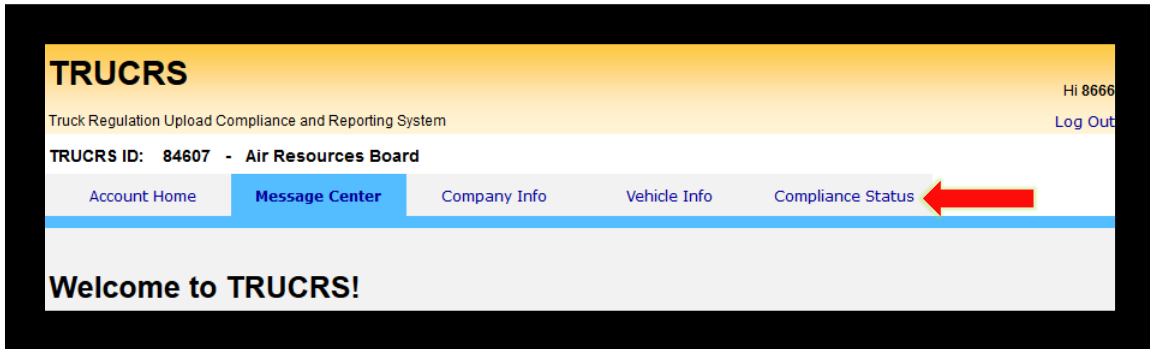 TRUCRS
Hi 8666
Truck Regulation Upload Compliance and Reporting System
Log Out
TRUCRS ID: 84607 - Air Resources Board
Account Home Message Center Company Info Vehicle Info Compliance Status
Welcome to TRUCRS!